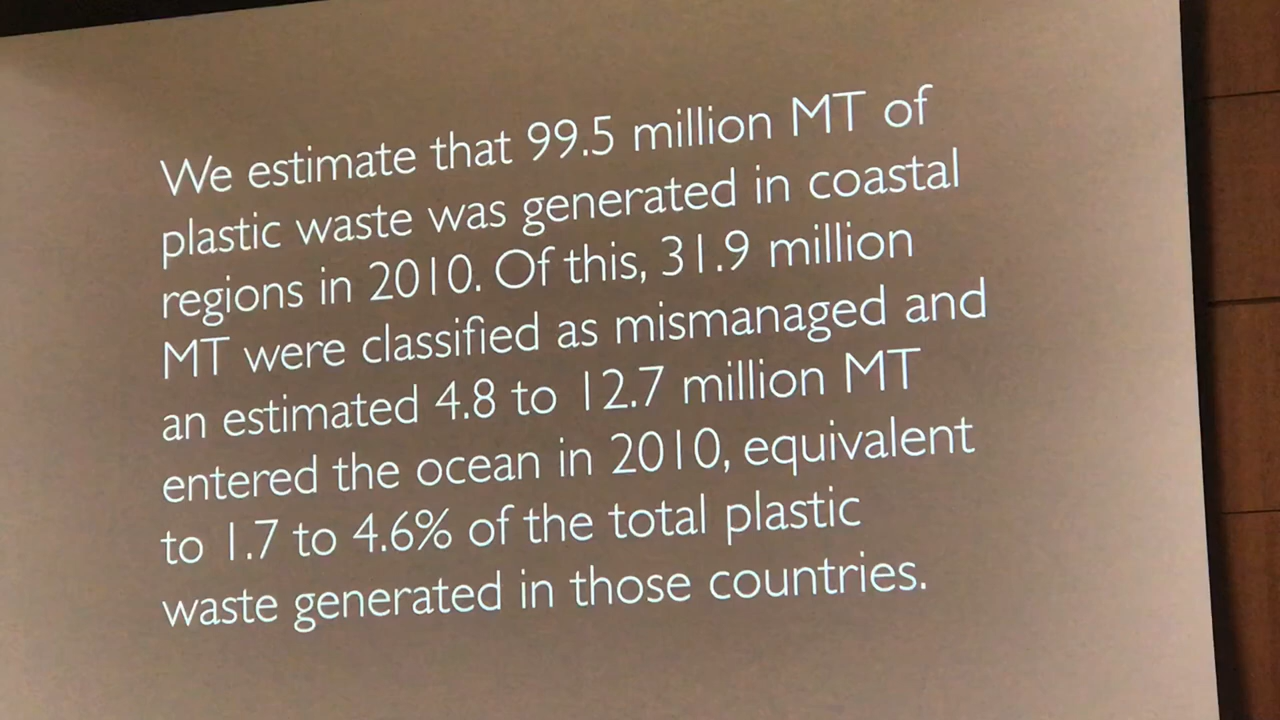 We estimate that 99.5 million MT of
plastic waste was generated in coastal
regions in 2010. Of this, 31.9 million
MT were classified as mismanaged and
an estimated 4.8 to 12.7 million MT
entered the ocean in 2010, equivalent
to 1.7 to 4.6% of the total plastic
waste generated in those countries.